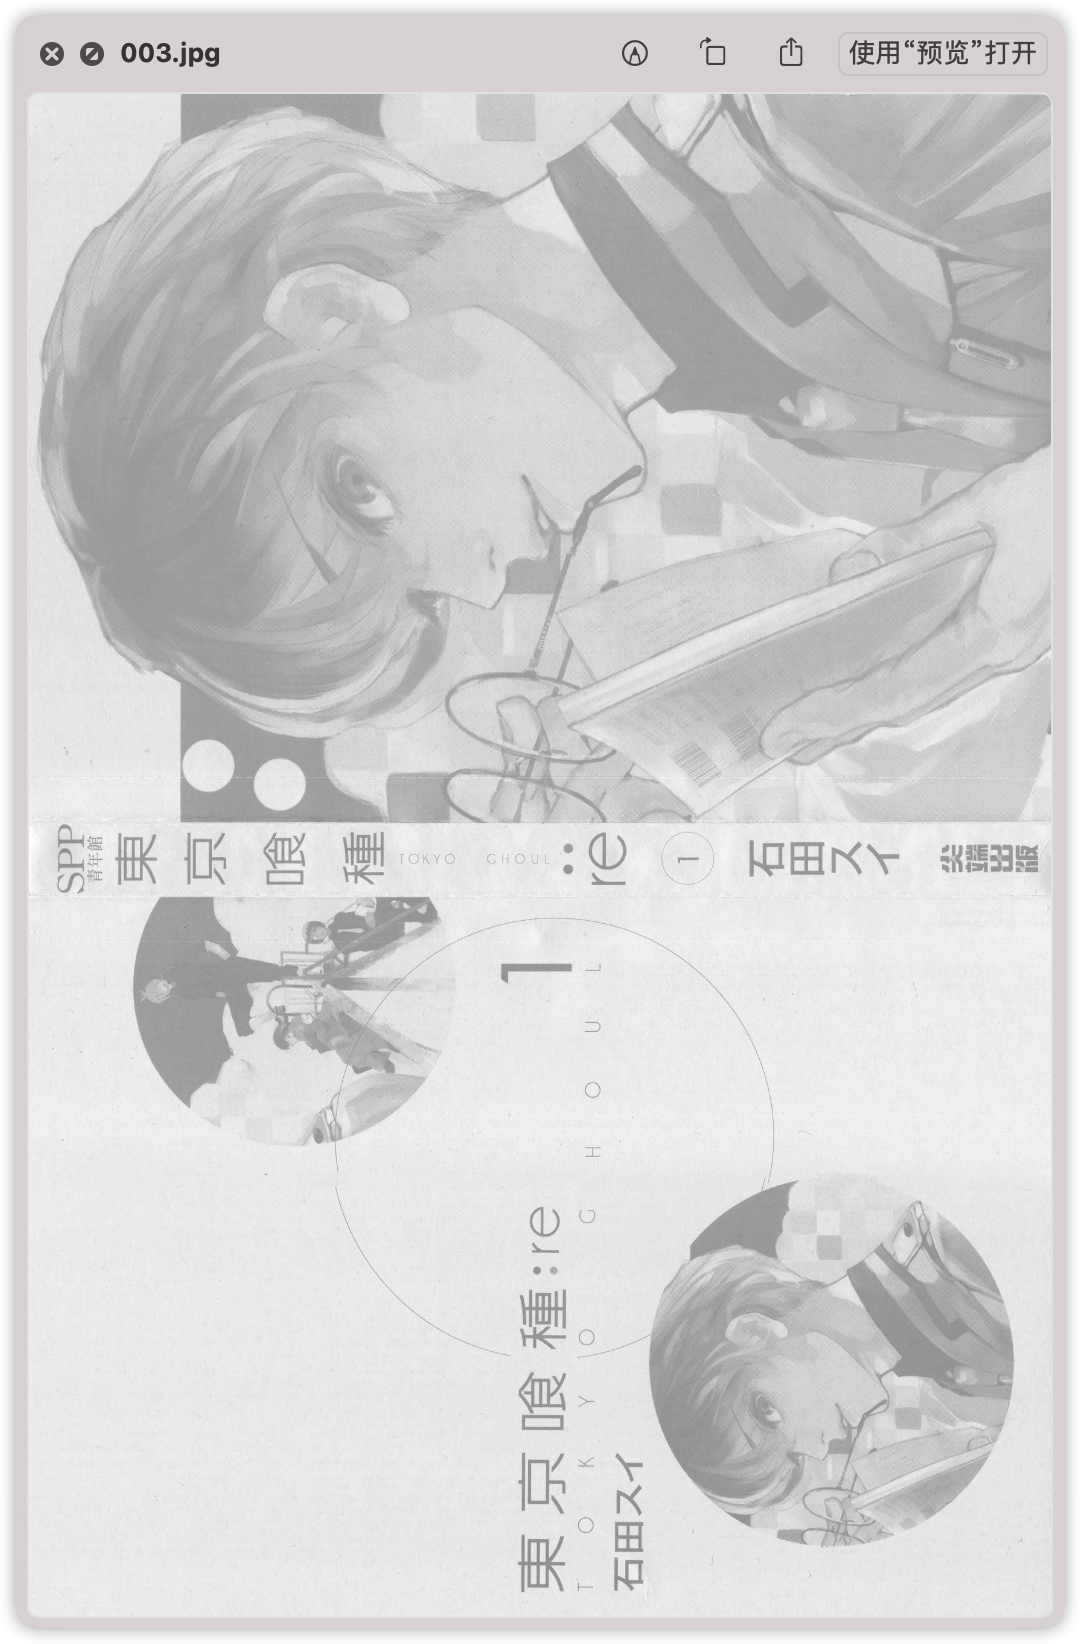 003.jpg
使用“预览”打开
SPP
青年館
東京喰種
TOKYO GHOUL
:re
1
石田スイ
尖端出版
1
東京喰種:re
TOKYO GHOUL
石田スイ